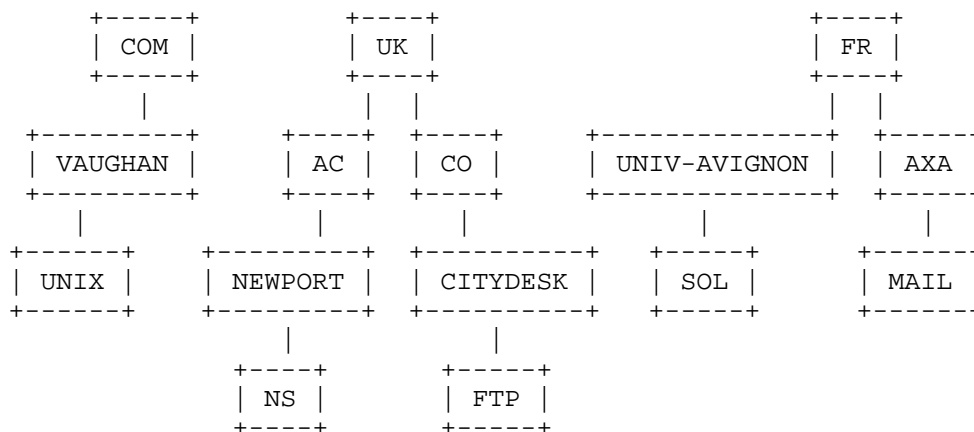 COM UK FR
VAUGHAN AC CO UNIV-AVIGNON AXA
UNIX NEWPORT CITYDESK SOL MAIL
NS FTP